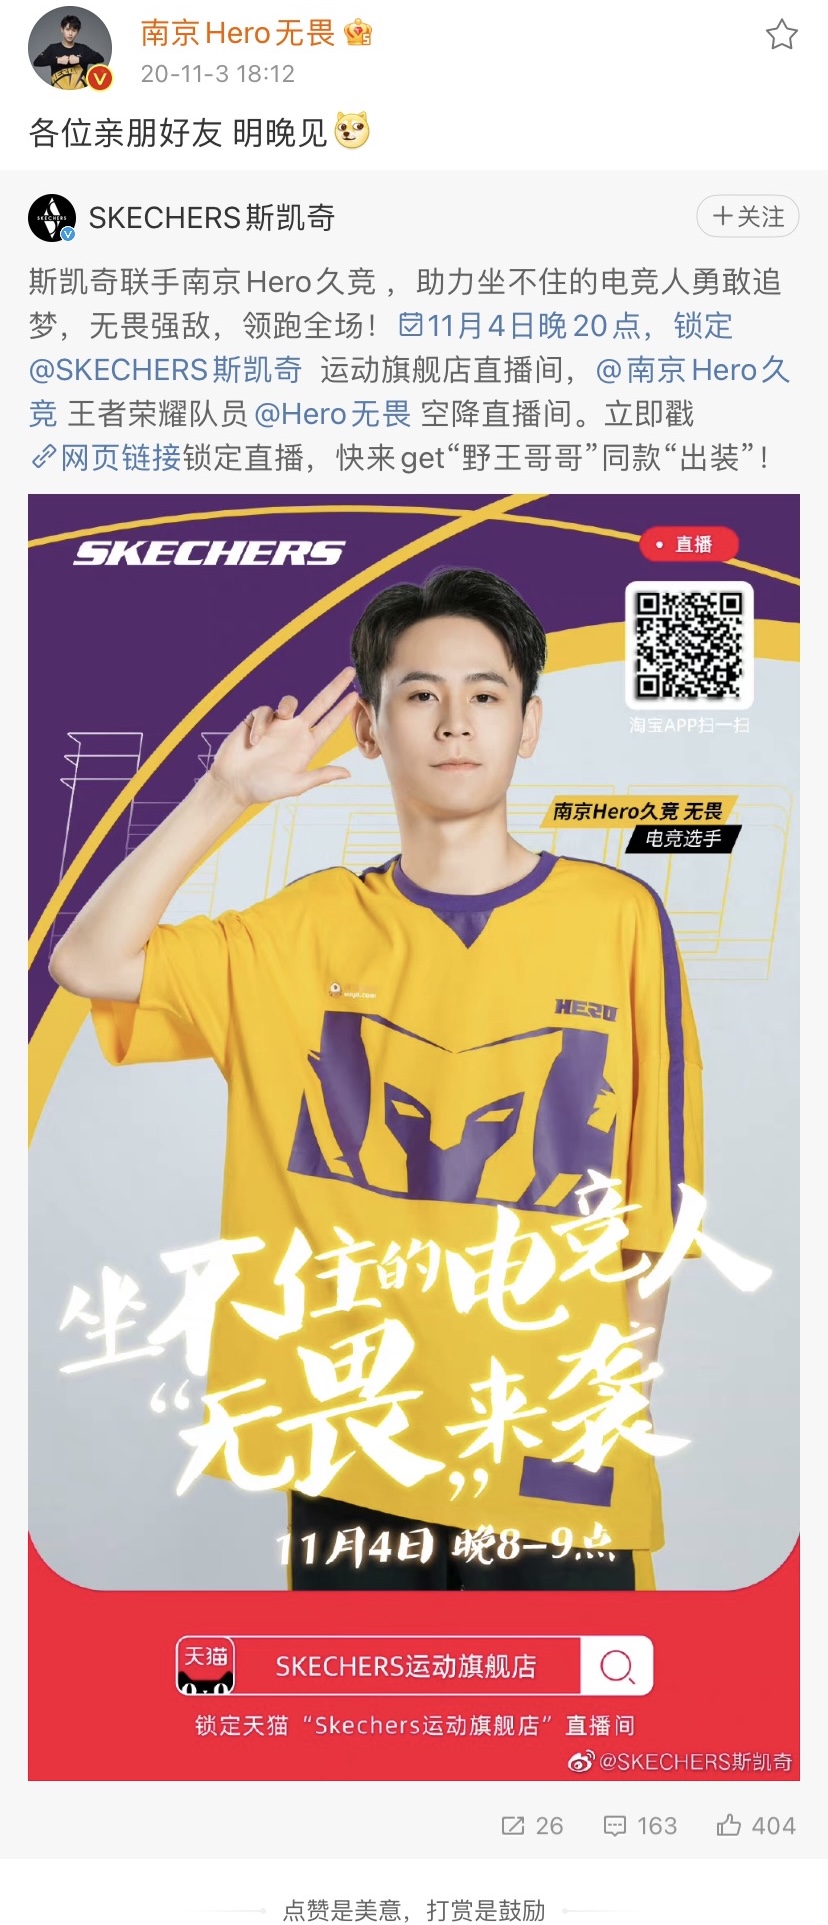 南京Hero无畏
20-11-3 18:12
各位亲朋好友 明晚见
SKECHERS斯凯奇
+关注
斯凯奇联手南京Hero久竞，助力坐不住的电竞人勇敢追
梦，无畏强敌，领跑全场！11月4日晚20点，锁定
@SKECHERS斯凯奇 运动旗舰店直播间，@南京Hero久
竞 王者荣耀队员@Hero无畏 空降直播间。立即戳
网页链接锁定直播，快来get“野王哥哥”同款“出装”！
SKECHERS
直播
淘宝APP扫一扫
南京Hero久竞 无畏
电竞选手
HERO
坐不住的电竞人
“无畏”来袭
11月4日 晚8-9点
天猫
SKECHERS运动旗舰店
锁定天猫“Skechers运动旗舰店”直播间
@SKECHERS斯凯奇
26 163 404
点赞是美意，打赏是鼓励